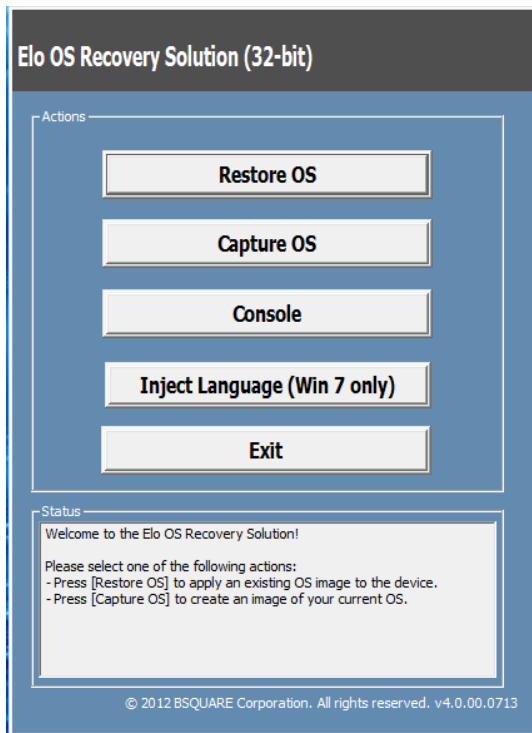 Elo OS Recovery Solution (32-bit)
Actions
Restore OS
Capture OS
Console
Inject Language (Win 7 only)
Exit
Status
Welcome to the Elo OS Recovery Solution!
Please select one of the following actions:
- Press [Restore OS] to apply an existing OS image to the device.
- Press [Capture OS] to create an image of your current OS.
© 2012 BSQUARE Corporation. All rights reserved. v4.0.00.0713